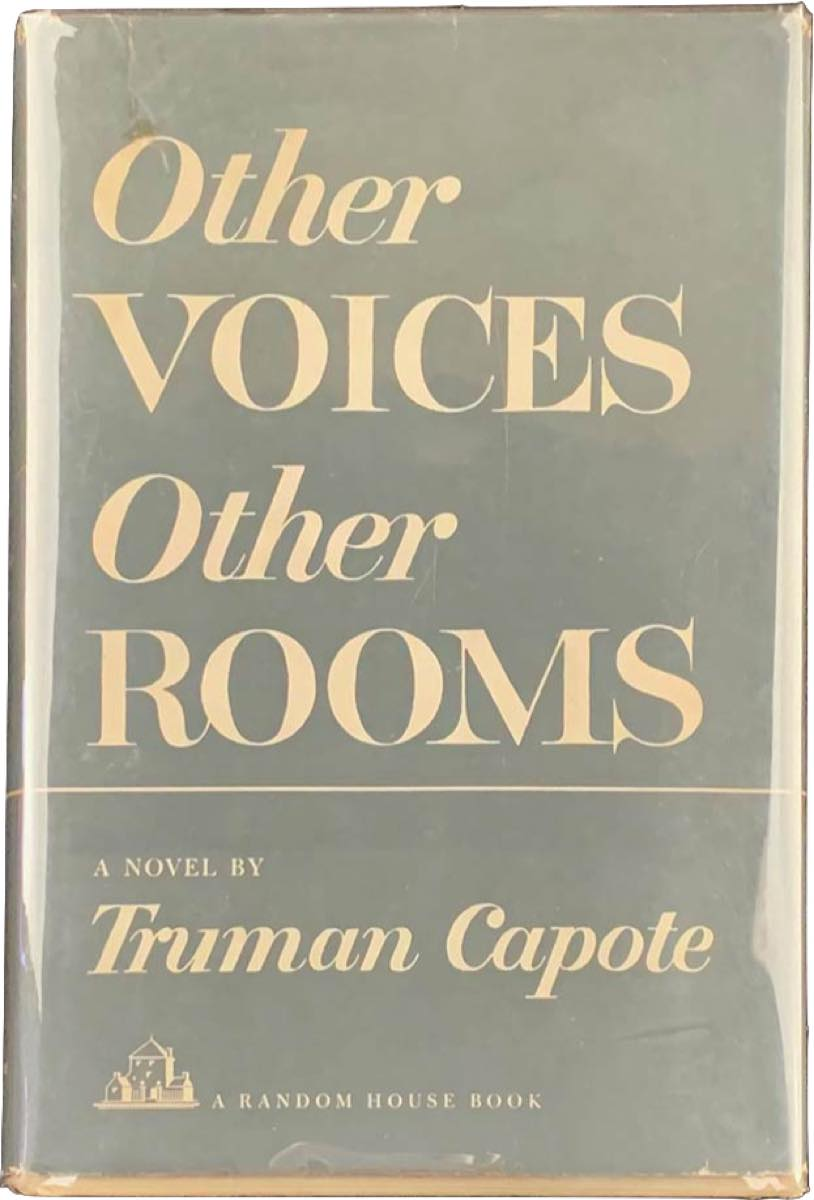 Other
VOICES
Other
ROOMS
A NOVEL BY
Truman Capote
A RANDOM HOUSE BOOK